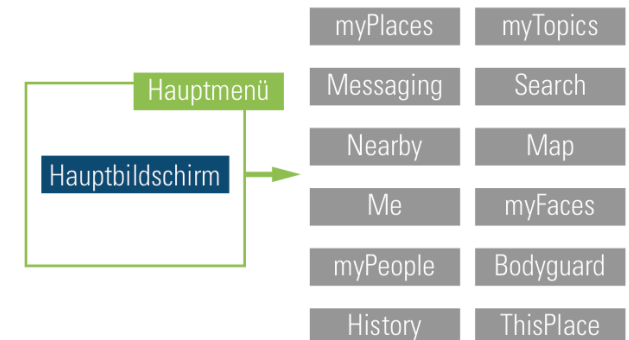 myPlaces
myTopics
Hauptmenü
Messaging
Search
Nearby
Map
Hauptbildschirm
Me
myFaces
myPeople
Bodyguard
History
ThisPlace